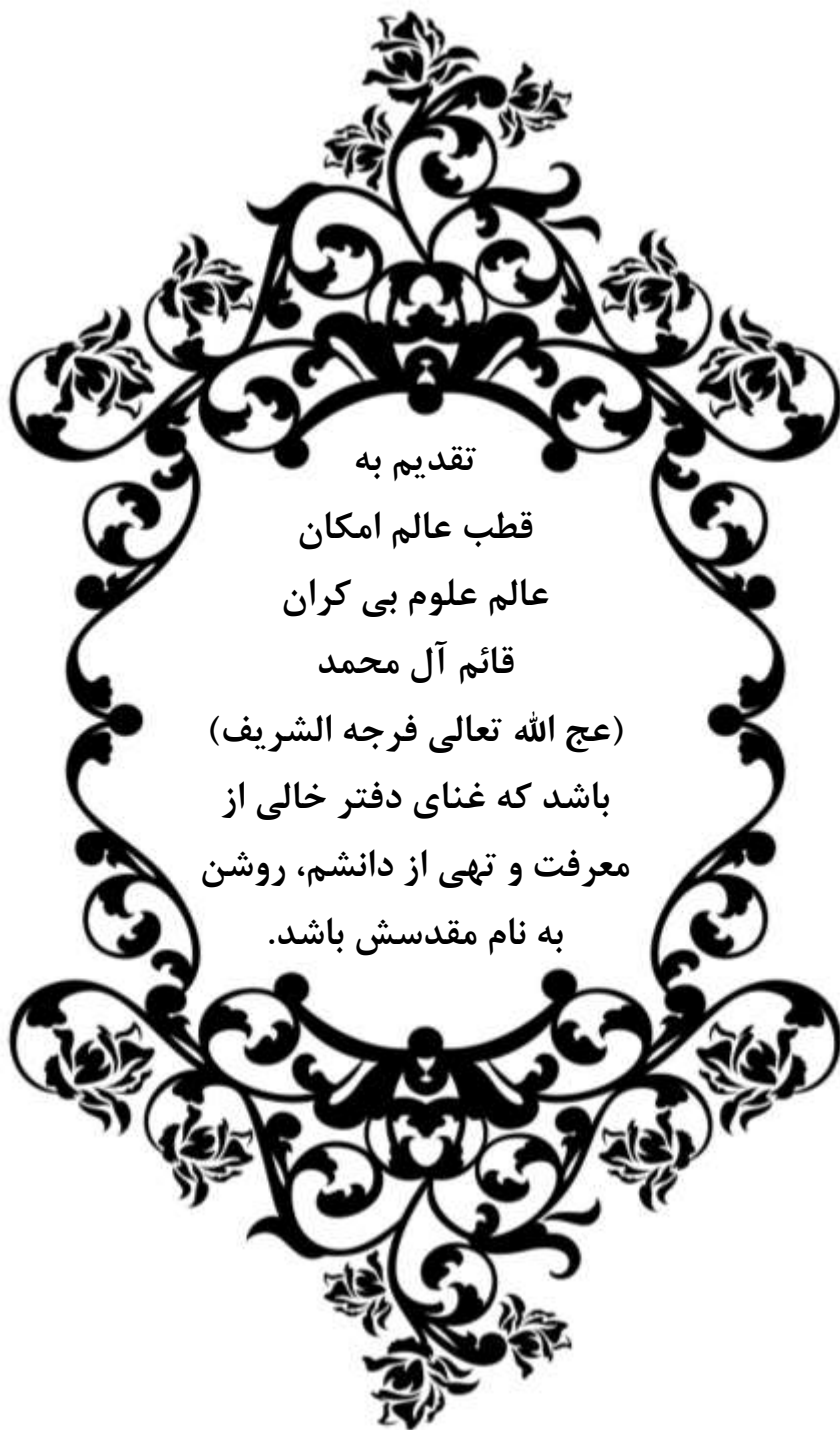 تقدیم به
قطب عالم امکان
عالم علوم بی کران
قائم آل محمد
(عج الله تعالی فرجه الشریف)
باشد که غنای دفتر خالی از
معرفت و تهی از دانشم، روشن
به نام مقدسش باشد.